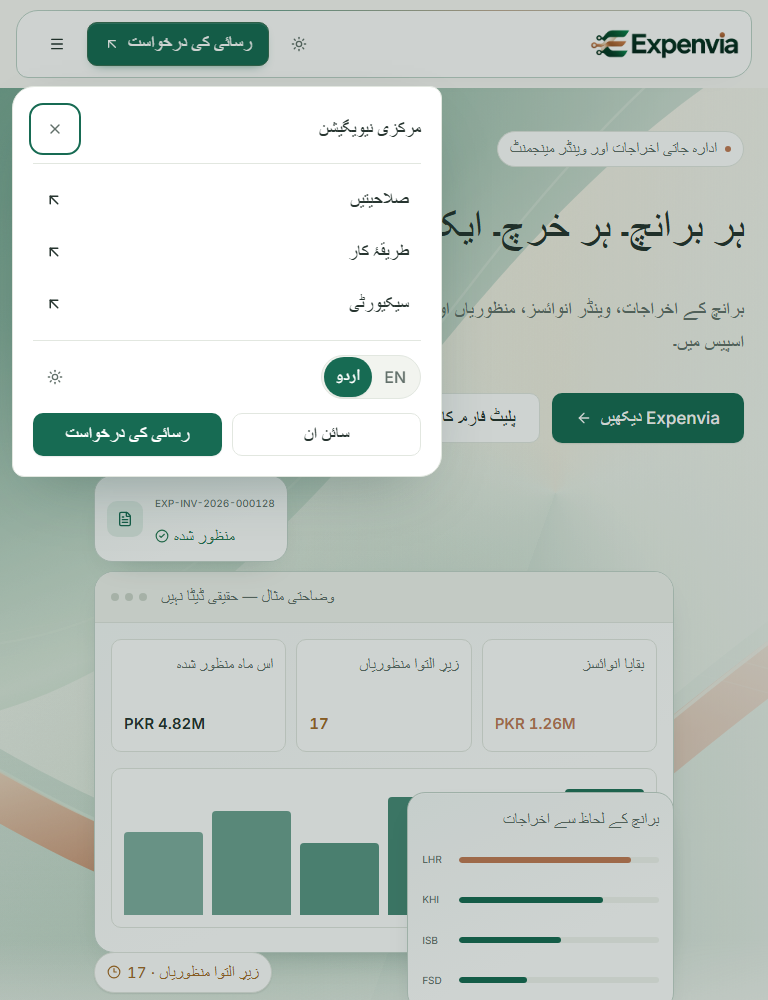 Expenvia
رسائی کی درخواست
مرکزی نیویگیشن
صلاحیتیں
طریقۂ کار
سیکیورٹی
EN
اردو
سائن ان
رسائی کی درخواست
ادارہ جاتی اخراجات اور وینڈر مینجمنٹ
ہر برانچ۔ ہر خرچ۔
برانچ کے اخراجات، وینڈر انوائسز، منظوریاں
اسپیس میں۔
Expenvia دیکھیں
پلیٹ فارم
EXP-INV-2026-000128
منظور شدہ
وضاحتی مثال — حقیقی ڈیٹا نہیں
بقایا انوائسز
PKR 1.26M
زیرِ التوا منظوریاں
17
اس ماہ منظور شدہ
PKR 4.82M
برانچ کے لحاظ سے اخراجات
LHR
KHI
ISB
FSD
زیرِ التوا منظوریاں · 17